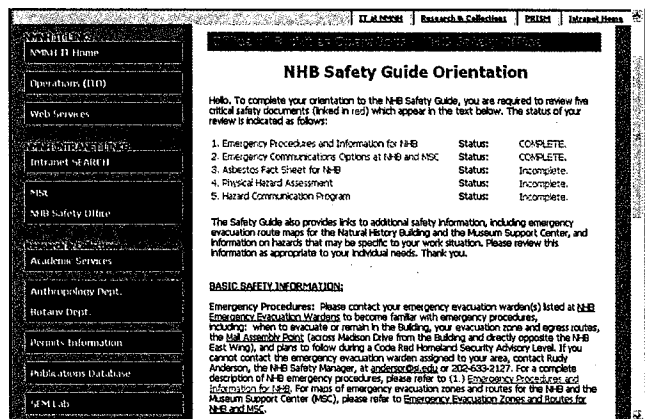 IT at NMNH Research & Collections PRISM Intranet Home
NMNH IT Home
Operations (ITO)
Web Services
Intranet SEARCH
MSC
NHB Safety Office
Academic Services
Anthropology Dept.
Botany Dept.
Permits Information
Publications Database
SEM Lab
NHB Safety Guide Orientation
Hello. To complete your orientation to the NHB Safety Guide, you are required to review five
critical safety documents (linked in red) which appear in the text below. The status of your
review is indicated as follows:
1. Emergency Procedures and Information for NHB Status: COMPLETE.
2. Emergency Communications Options at NHB and MSC Status: COMPLETE.
3. Asbestos Fact Sheet for NHB Status: Incomplete.
4. Physical Hazard Assessment Status: Incomplete.
5. Hazard Communication Program Status: Incomplete.
The Safety Guide also provides links to additional safety information, including emergency
evacuation route maps for the Natural History Building and the Museum Support Center, and
information on hazards that may be specific to your work situation. Please review this
information as appropriate to your individual needs. Thank you.
BASIC SAFETY INFORMATION:
Emergency Procedures: Please contact your emergency evacuation warden(s) listed at NHB
Emergency Evacuation Wardens to become familiar with emergency procedures,
including: when to evacuate or remain in the Building, your evacuation zone and egress routes,
the Mall Assembly Point (across Madison Drive from the Building and directly opposite the NHB
East Wing), and plans to follow during a Code Red Homeland Security Advisory Level. If you
cannot contact the emergency evacuation warden assigned to your area, contact Rudy
Anderson, the NHB Safety Manager, at anderson@si.edu or 202-633-2127. For a complete
description of NHB emergency procedures, please refer to (1.) Emergency Procedures and
Information for NHB. For maps of emergency evacuation zones and routes for the NHB and the
Museum Support Center (MSC), please refer to Emergency Evacuation Zones and Routes for
NHB and MSC.